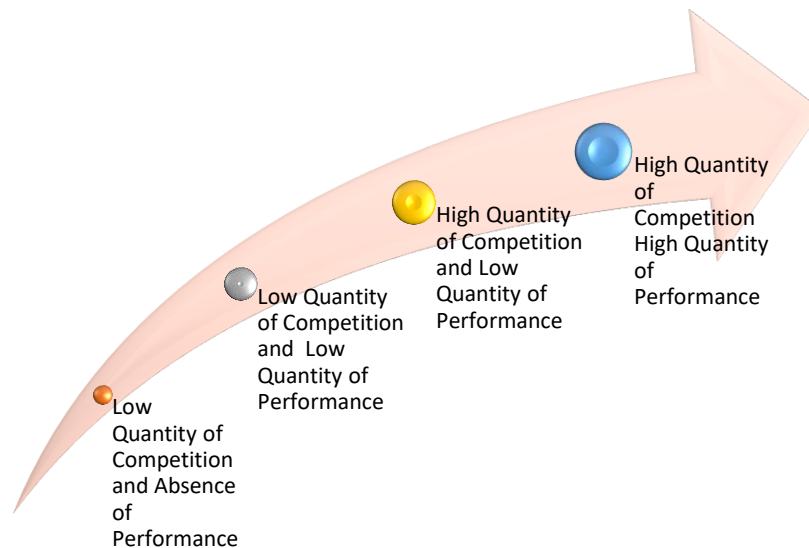 Low
Quantity of
Competition
and Absence
of
Performance
Low Quantity
of Competition
and  Low
Quantity of
Performance
High Quantity
of Competition
and Low
Quantity of
Performance
High Quantity
of
Competition
High Quantity
of
Performance